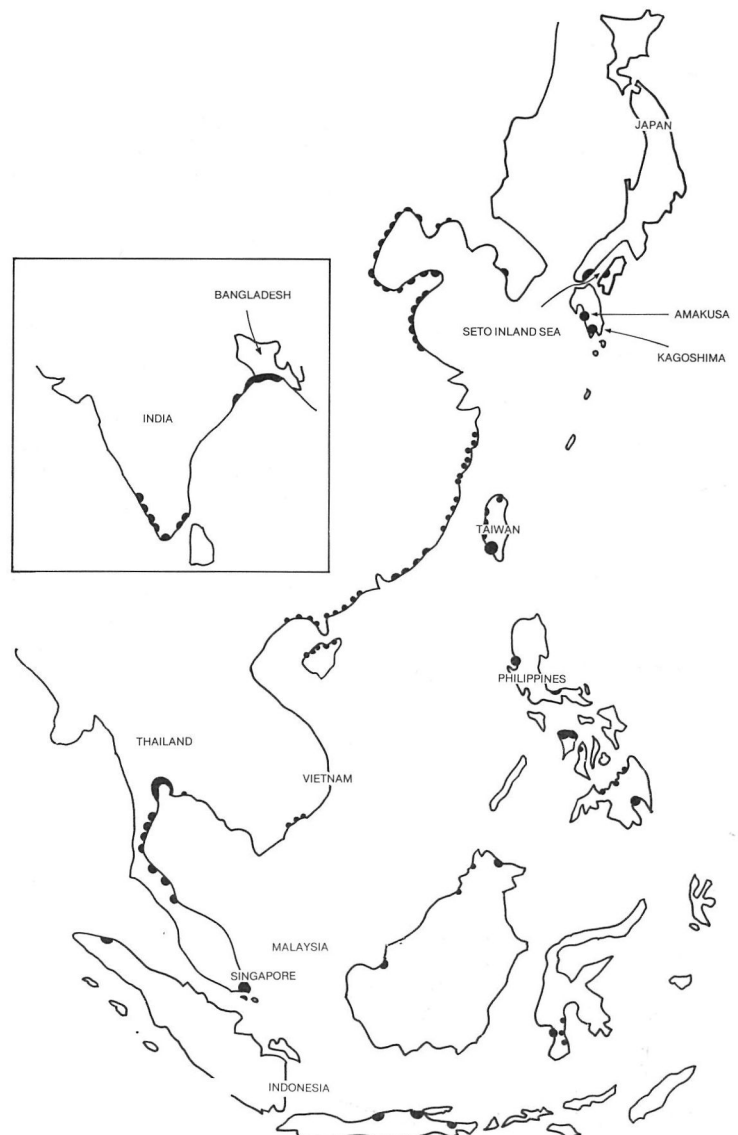 JAPAN
BANGLADESH
SETO INLAND SEA
AMAKUSA
KAGOSHIMA
INDIA
TAIWAN
PHILIPPINES
THAILAND
VIETNAM
MALAYSIA
SINGAPORE
INDONESIA